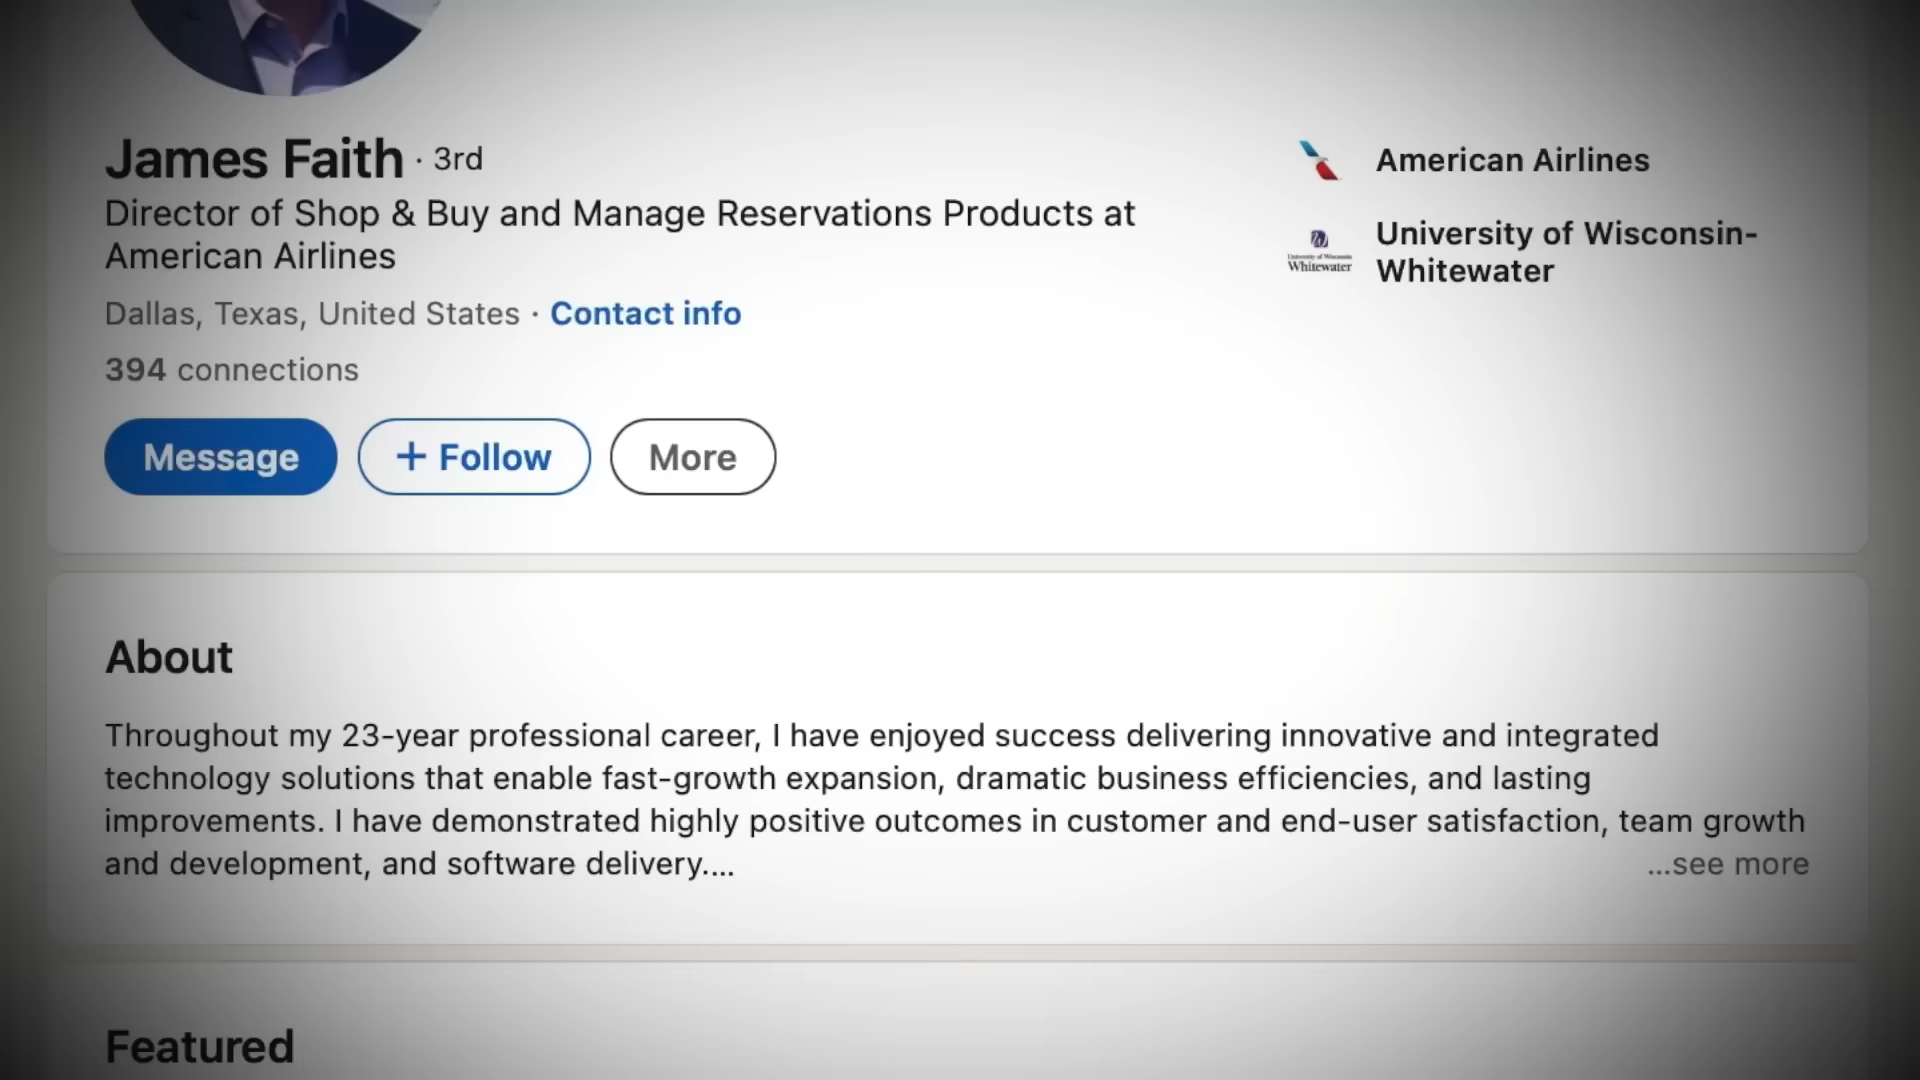 James Faith · 3rd
Director of Shop & Buy and Manage Reservations Products at
American Airlines
Dallas, Texas, United States · Contact info
394 connections
Message
+ Follow
More
American Airlines
University of Wisconsin
Whitewater
University of Wisconsin-
Whitewater
About
Throughout my 23-year professional career, I have enjoyed success delivering innovative and integrated
technology solutions that enable fast-growth expansion, dramatic business efficiencies, and lasting
improvements. I have demonstrated highly positive outcomes in customer and end-user satisfaction, team growth
and development, and software delivery....
...see more
Featured